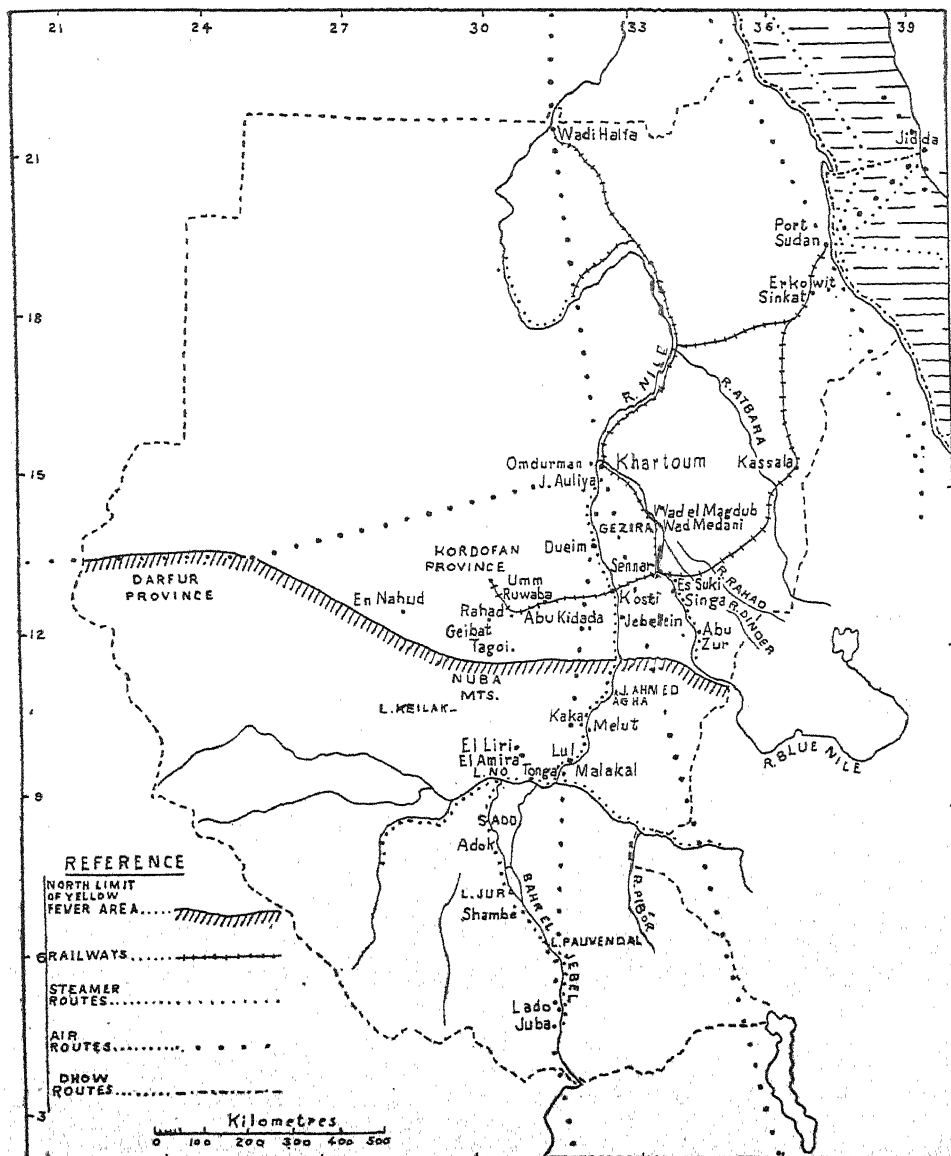 21 24 27 30 33 36 39
Wadi Halfa
21
Jidda
Port
Sudan
Erkowit
Sinkat
18
R. NILE
R. ATBARA
Omdurman
Khartoum
Kassala
15
J. Auliya
Wad el Magdub
GEZIRA
Wad Medani
Dueim
KORDOFAN
PROVINCE
Sennar
DARFUR
PROVINCE
Umm
Ruwaba
Es Suki
R. RAHAD
En Nahud
Kosti
Singa
R. DINDER
Rahad
Abu Kidada
Jebelein
Geibat
Abu
Zur
12
Tagoi
NUBA
MTS.
J. AHMED
AGHA
L. KEILAK
Kaka
Melut
R. BLUE NILE
El Liri
Lul
El Amira
L. NO
Tonga
Malakal
9
S. ADD
Adok
REFERENCE
NORTH LIMIT
OF YELLOW
FEVER AREA.....
L. JUR
Shambe
BAHR EL
JEBEL
R. PIBOR
L. PAUVENDAL
6
RAILWAYS......
STEAMER
ROUTES......
Lado
Juba
AIR
ROUTES......
DHOW
ROUTES......
3
Kilometres
0 100 200 300 400 500